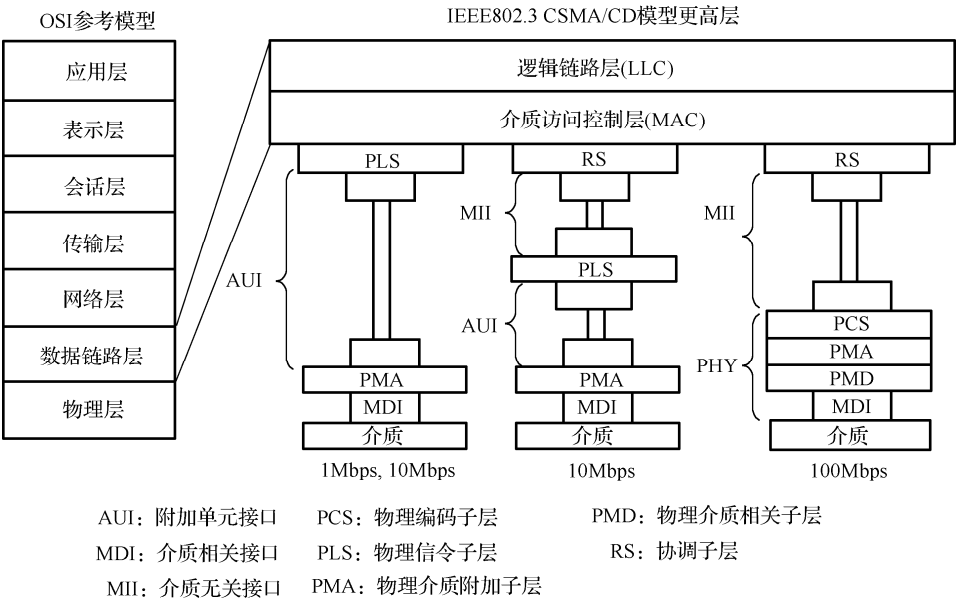 OSI参考模型
IEEE802.3 CSMA/CD模型更高层
应用层
表示层
会话层
传输层
网络层
数据链路层
物理层
逻辑链路层(LLC)
介质访问控制层(MAC)
PLS
AUI
PMA
MDI
介质
1Mbps, 10Mbps
RS
MII
PLS
AUI
PMA
MDI
介质
10Mbps
RS
MII
PHY
PCS
PMA
PMD
MDI
介质
100Mbps
AUI：附加单元接口
PCS：物理编码子层
PMD：物理介质相关子层
MDI：介质相关接口
PLS：物理信令子层
RS：协调子层
MII：介质无关接口
PMA：物理介质附加子层